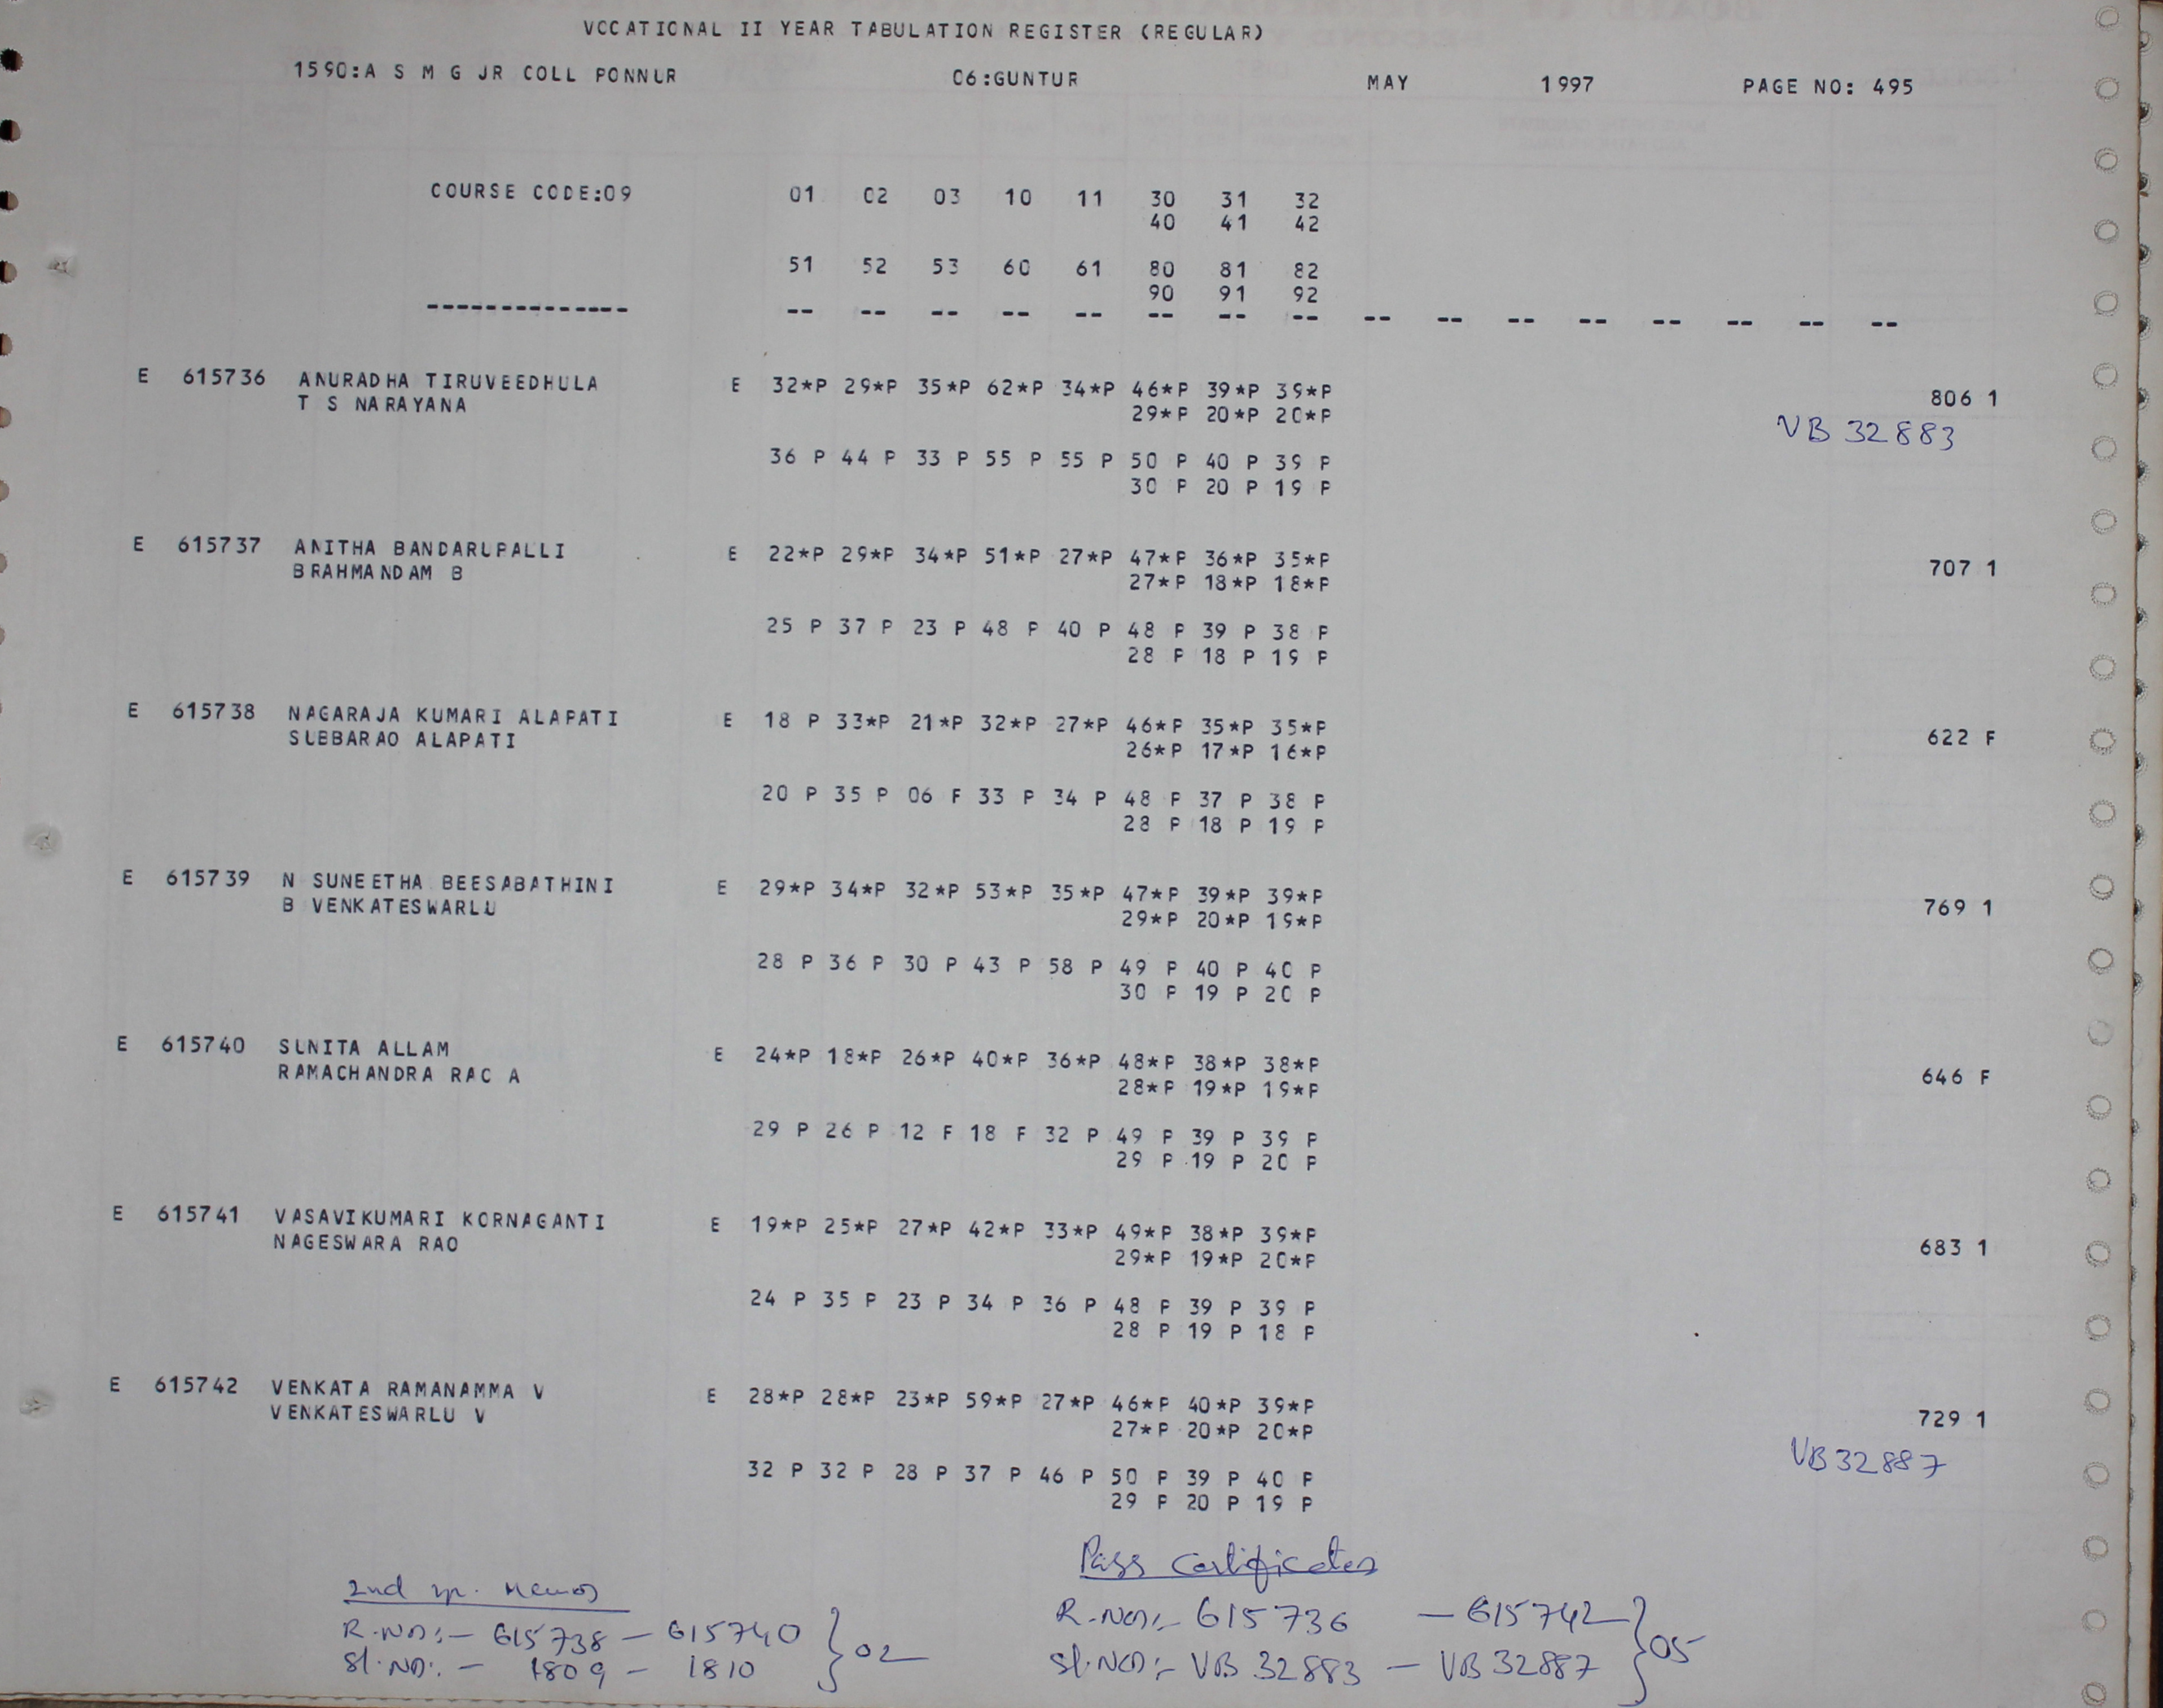 VOCATIONAL II YEAR TABULATION REGISTER (REGULAR)
1590:A S M G JR COLL PONNUR 06:GUNTUR MAY 1997 PAGE NO: 495
COURSE CODE:09 01 02 03 10 11 30 31 32
40 41 42
51 52 53 60 61 80 81 82
90 91 92
-------------- -- -- -- -- -- -- -- -- -- -- -- -- -- -- -- --
E 615736 ANURADHA TIRUVEEDHULA E 32*P 29*P 35*P 62*P 34*P 46*P 39*P 39*P 806 1
T S NARAYANA 29*P 20*P 20*P
VB 32883
36 P 44 P 33 P 55 P 55 P 50 P 40 P 39 P
30 P 20 P 19 P
E 615737 ANITHA BANDARUPALLI E 22*P 29*P 34*P 51*P 27*P 47*P 36*P 35*P 707 1
BRAHMANDAM B 27*P 18*P 18*P
25 P 37 P 23 P 48 P 40 P 48 P 39 P 38 P
28 P 18 P 19 P
E 615738 NAGARAJA KUMARI ALAPATI E 18 P 33*P 21*P 32*P 27*P 46*P 35*P 35*P 622 F
SUBBARAO ALAPATI 26*P 17*P 16*P
20 P 35 P 06 F 33 P 34 P 48 P 37 P 38 P
28 P 18 P 19 P
E 615739 N SUNEETHA BEESABATHINI E 29*P 34*P 32*P 53*P 35*P 47*P 39*P 39*P 769 1
B VENKATESWARLU 29*P 20*P 19*P
28 P 36 P 30 P 43 P 58 P 49 P 40 P 40 P
30 P 19 P 20 P
E 615740 SUNITA ALLAM E 24*P 18*P 26*P 40*P 36*P 48*P 38*P 38*P 646 F
RAMACHANDRA RAO A 28*P 19*P 19*P
29 P 26 P 12 F 18 F 32 P 49 P 39 P 39 P
29 P 19 P 20 P
E 615741 VASAVIKUMARI KORNAGANTI E 19*P 25*P 27*P 42*P 33*P 49*P 38*P 39*P 683 1
NAGESWARA RAO 29*P 19*P 20*P
24 P 35 P 23 P 34 P 36 P 48 P 39 P 39 P
28 P 19 P 18 P
E 615742 VENKATA RAMANAMMA V E 28*P 28*P 23*P 59*P 27*P 46*P 40*P 39*P 729 1
VENKATESWARLU V 27*P 20*P 20*P
VB32887
32 P 32 P 28 P 37 P 46 P 50 P 39 P 40 P
29 P 20 P 19 P
2nd yr. Memos
R.NO:- 615738 - 615740 } 02
Sl.NO:- 1809 - 1810
Pass Certificates
R.NO:- 615736 - 615742 } 05
Sl.NO:- VB 32883 - VB 32887